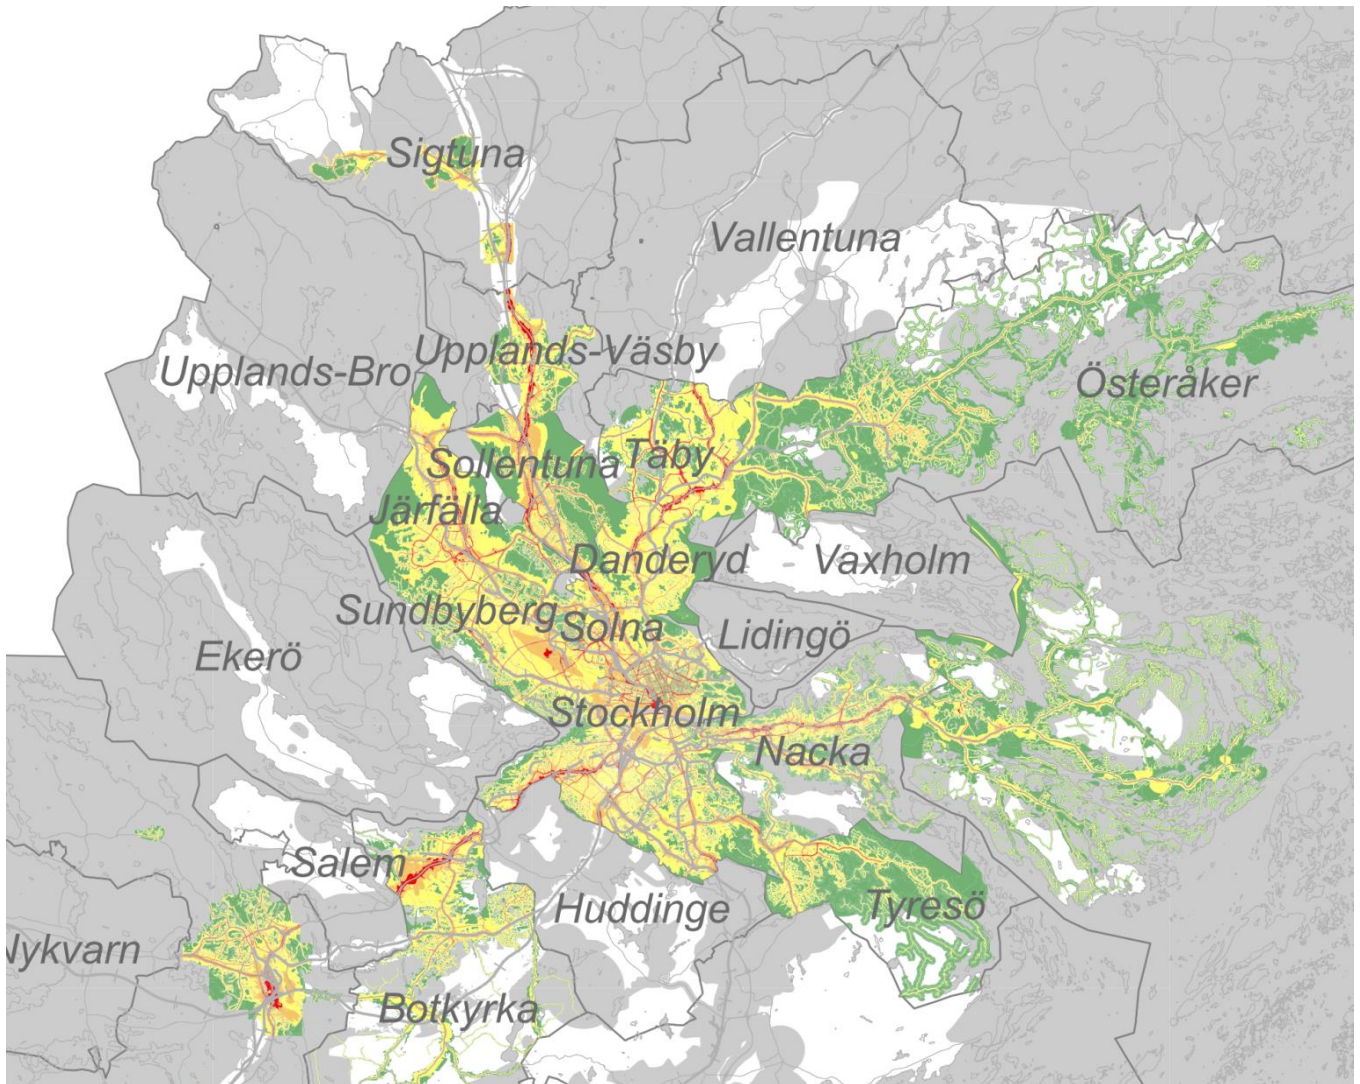 Sigtuna
Vallentuna
Upplands-Väsby
Upplands-Bro
Österåker
Sollentuna
Täby
Järfälla
Danderyd
Vaxholm
Sundbyberg
Solna
Lidingö
Ekerö
Stockholm
Nacka
Salem
Huddinge
Tyresö
Nykvarn
Botkyrka